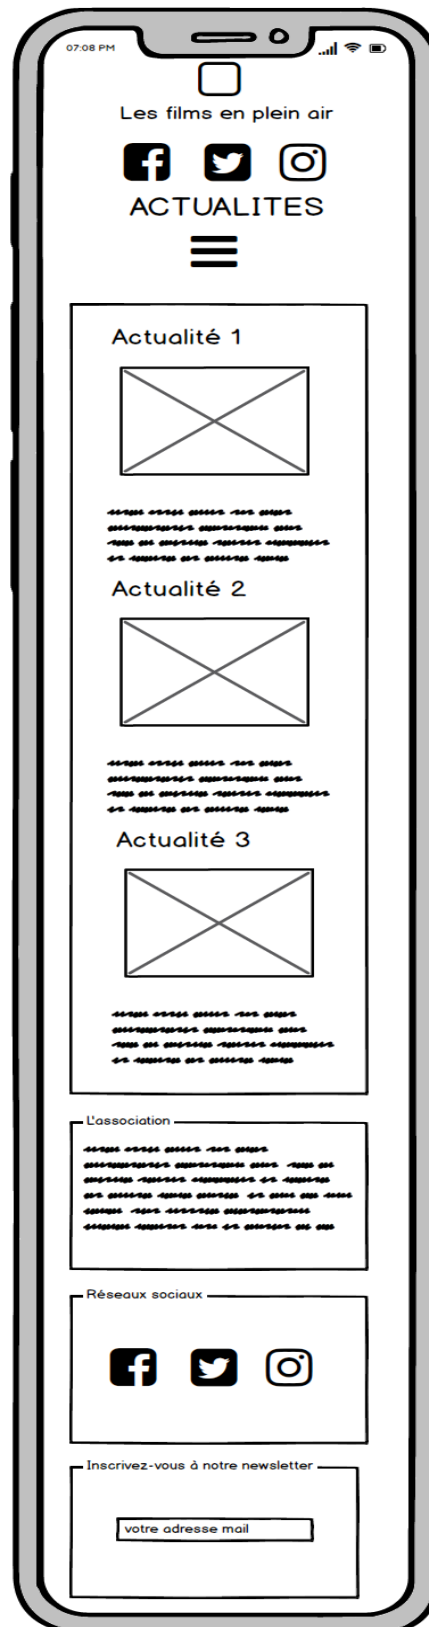 07:08 PM
Les films en plein air
ACTUALITES
Actualité 1
Actualité 2
Actualité 3
L'association
Réseaux sociaux
Inscrivez-vous à notre newsletter
votre adresse mail